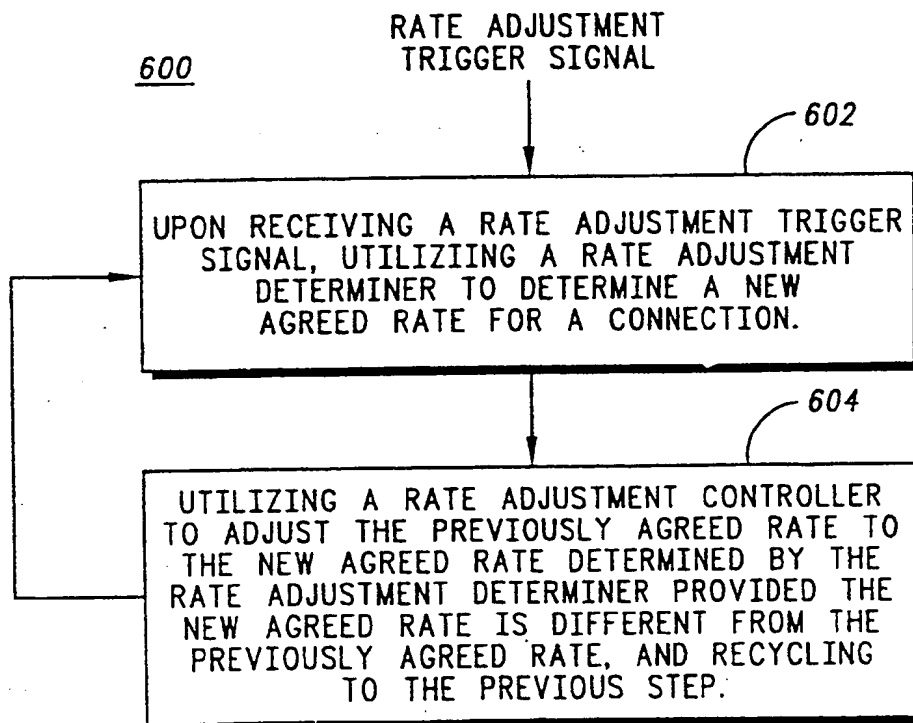 RATE ADJUSTMENT
TRIGGER SIGNAL
600
602
UPON RECEIVING A RATE ADJUSTMENT TRIGGER
SIGNAL, UTILIZIING A RATE ADJUSTMENT
DETERMINER TO DETERMINE A NEW
AGREED RATE FOR A CONNECTION.
604
UTILIZING A RATE ADJUSTMENT CONTROLLER
TO ADJUST THE PREVIOUSLY AGREED RATE TO
THE NEW AGREED RATE DETERMINED BY THE
RATE ADJUSTMENT DETERMINER PROVIDED THE
NEW AGREED RATE IS DIFFERENT FROM THE
PREVIOUSLY AGREED RATE, AND RECYCLING
TO THE PREVIOUS STEP.